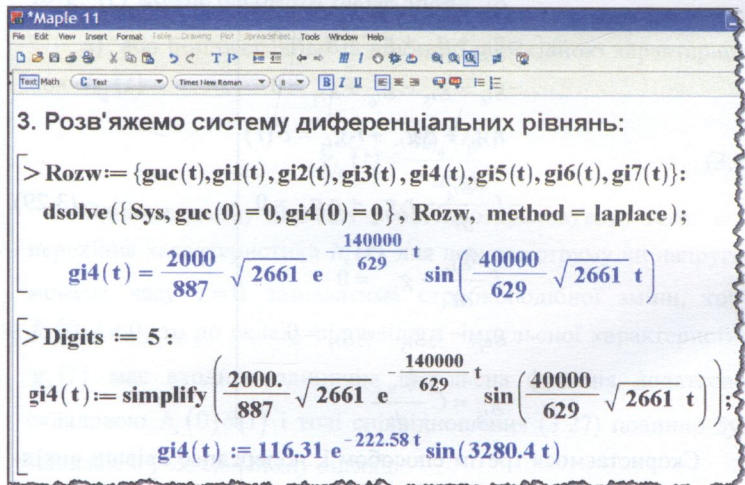 *Maple 11
File Edit View Insert Format Table Drawing Plot Spreadsheet Tools Window Help
Text Math C Text Times New Roman 8 B I U
3. Розв'яжемо систему диференціальних рівнянь:
> Rozw:= {guc(t),gi1(t),gi2(t),gi3(t),gi4(t),gi5(t),gi6(t),gi7(t)}:
dsolve({Sys,guc(0)=0,gi4(0)=0}, Rozw, method = laplace);
gi4(t) = 2000/887 √2661 e^(-140000/629 t) sin(40000/629 √2661 t)
> Digits := 5 :
gi4(t):= simplify(2000./887 √2661 e^(-140000/629 t) sin(40000/629 √2661 t));
gi4(t) := 116.31 e^(-222.58 t) sin(3280.4 t)